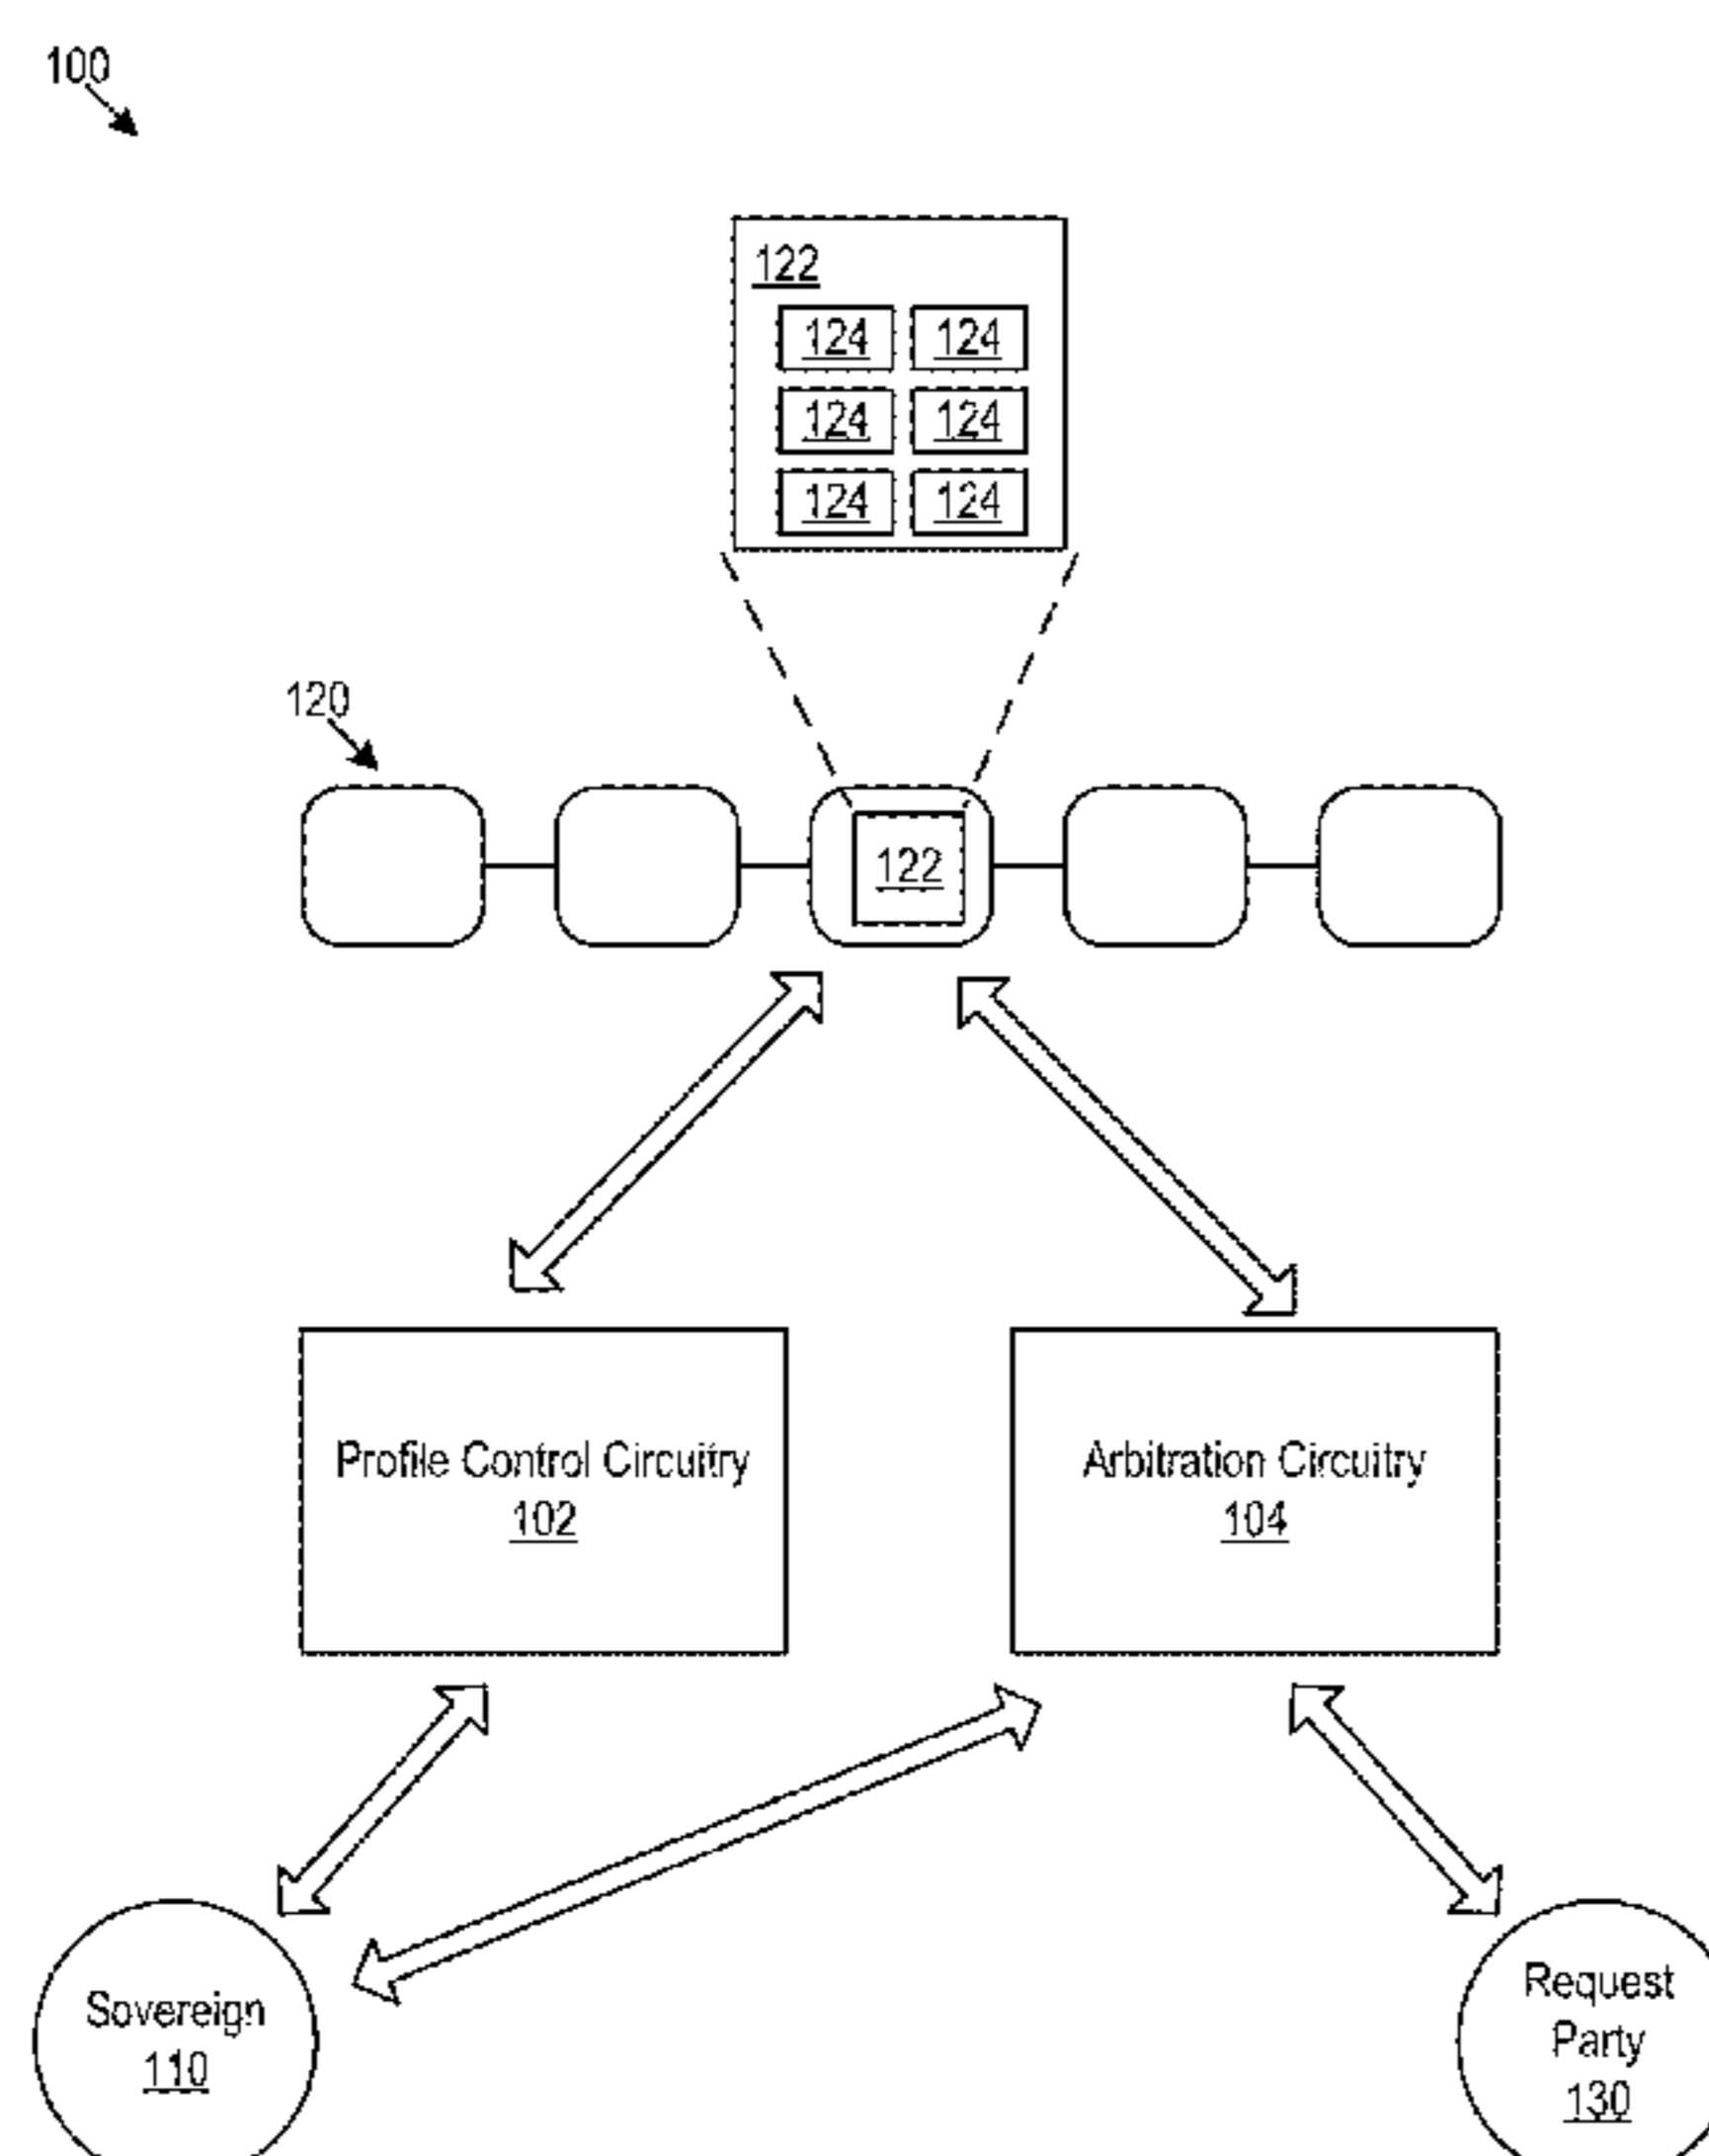 100
122
124 124
124 124
124 124
120
122
Profile Control Circuitry
102
Arbitration Circuitry
104
Sovereign
110
Request
Party
130